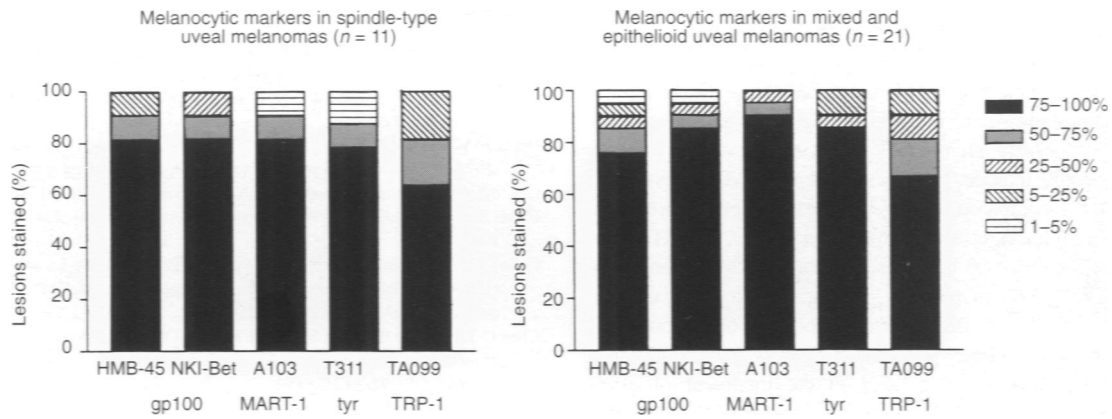 Melanocytic markers in spindle-type
uveal melanomas (n = 11)
100
80
60
40
20
0
Lesions stained (%)
HMB-45 NKI-Bet A103 T311 TA099
gp100 MART-1 tyr TRP-1
Melanocytic markers in mixed and
epithelioid uveal melanomas (n = 21)
100
80
60
40
20
0
Lesions stained (%)
HMB-45 NKI-Bet A103 T311 TA099
gp100 MART-1 tyr TRP-1
75–100%
50–75%
25–50%
5–25%
1–5%